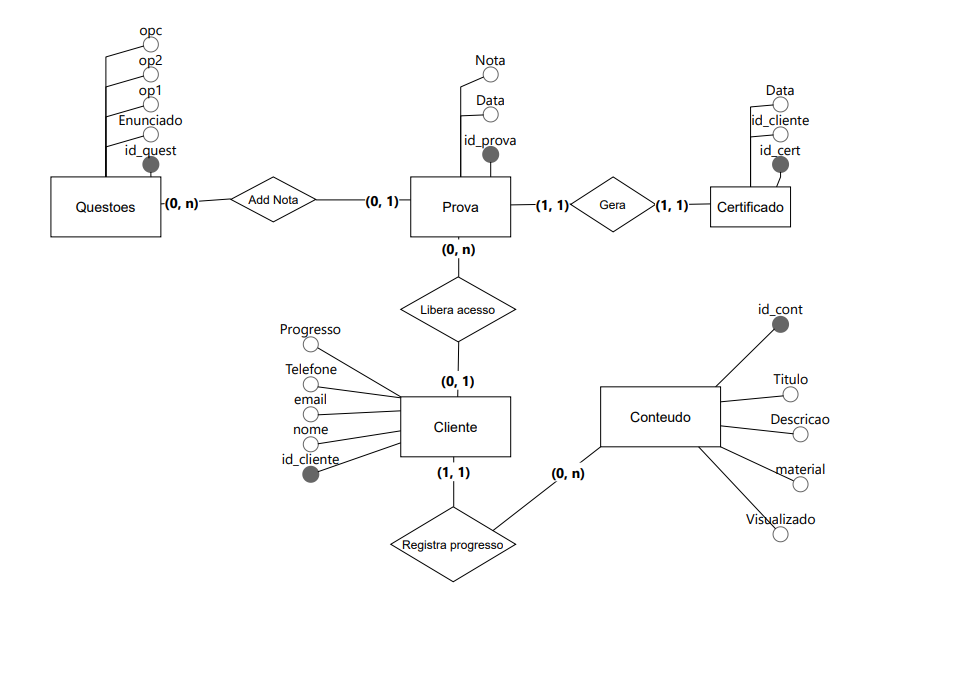 opc
op2
op1
Enunciado
id_quest
Questoes
(0, n)
Add Nota
(0, 1)
Nota
Data
id_prova
Prova
(1, 1)
Gera
(1, 1)
Data
id_cliente
id_cert
Certificado
(0, n)
Libera acesso
(0, 1)
Progresso
Telefone
email
nome
id_cliente
Cliente
(1, 1)
Registra progresso
(0, n)
Conteudo
id_cont
Titulo
Descricao
material
Visualizado